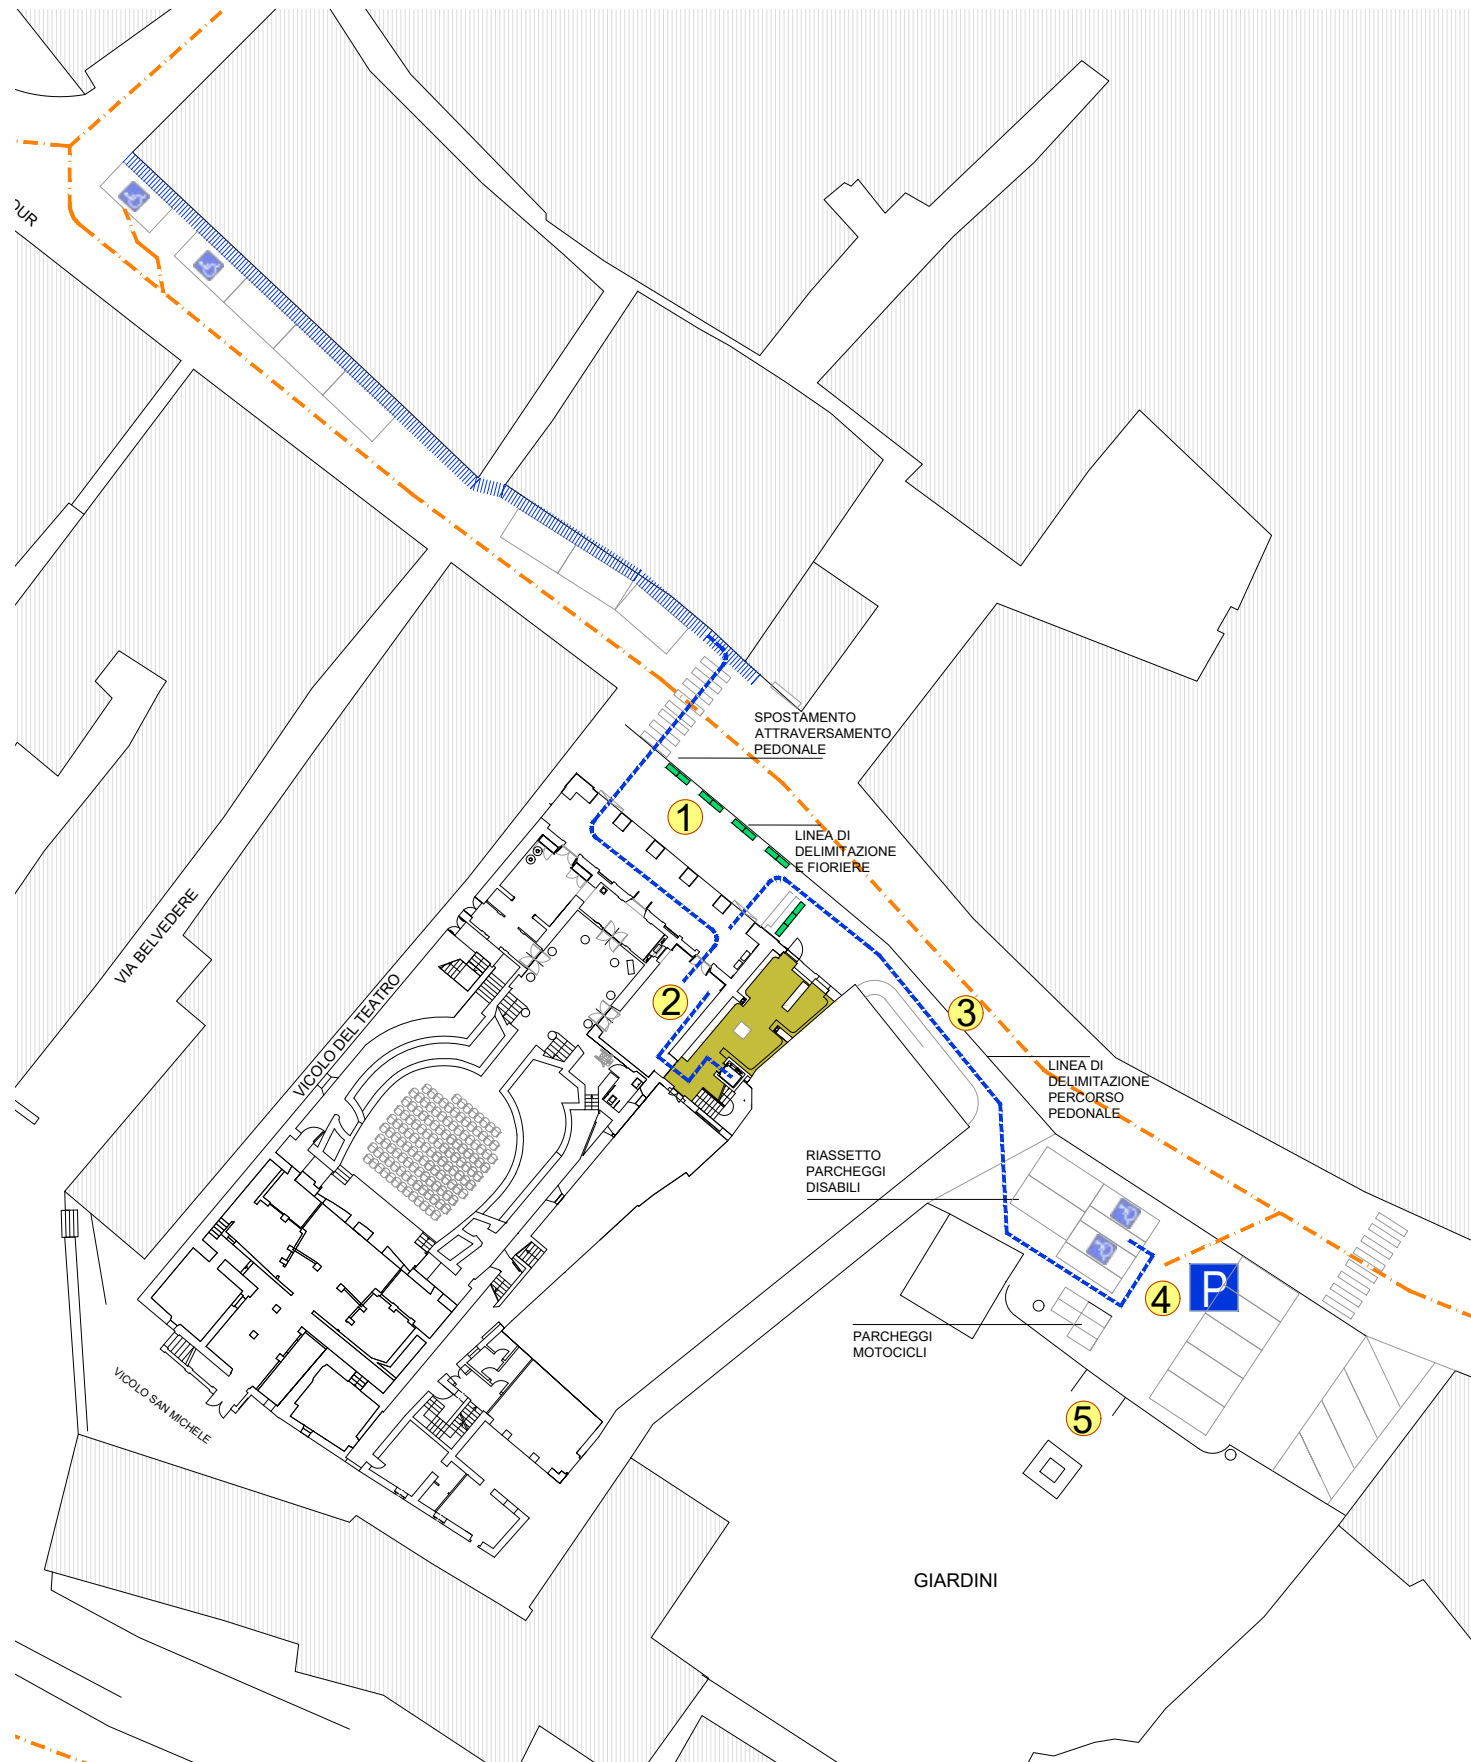 OUR
SPOSTAMENTO
ATTRAVERSAMENTO
PEDONALE
1
LINEA DI
DELIMITAZIONE
E FIORIERE
VIA BELVEDERE
VICOLO DEL TEATRO
2
3
LINEA DI
DELIMITAZIONE
PERCORSO
PEDONALE
RIASSETTO
PARCHEGGI
DISABILI
4
P
PARCHEGGI
MOTOCICLI
VICOLO SAN MICHELE
5
GIARDINI